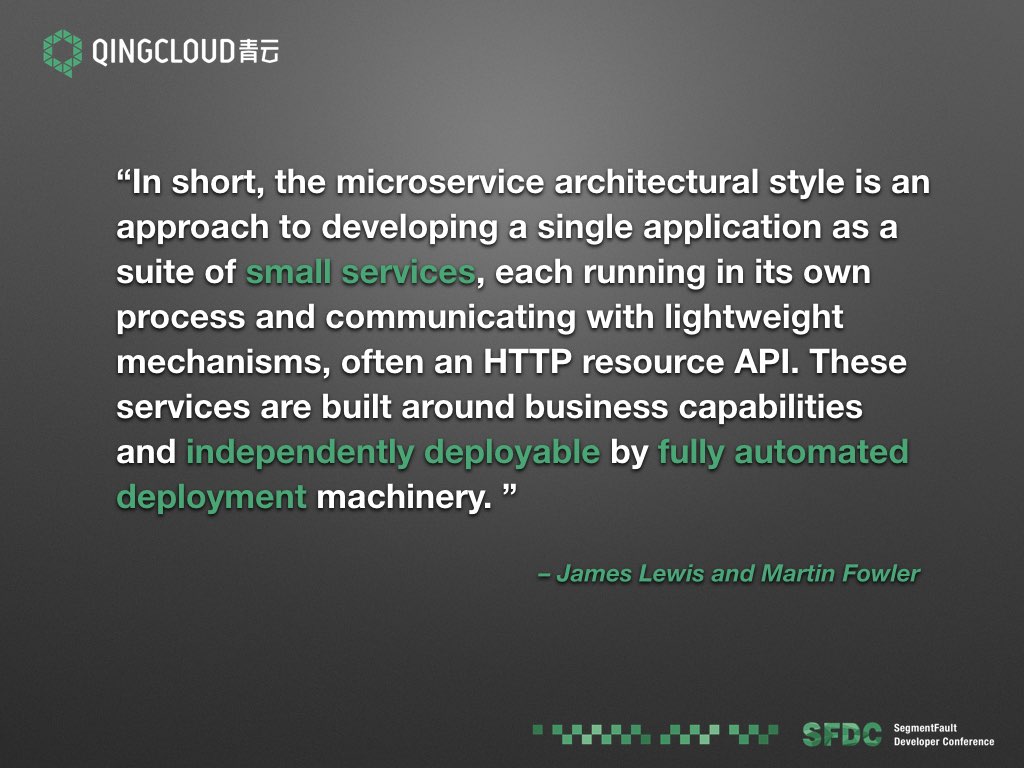 QINGCLOUD青云
“In short, the microservice architectural style is an
approach to developing a single application as a
suite of small services, each running in its own
process and communicating with lightweight
mechanisms, often an HTTP resource API. These
services are built around business capabilities
and independently deployable by fully automated
deployment machinery. ”
– James Lewis and Martin Fowler
SFDC
SegmentFault
Developer Conference